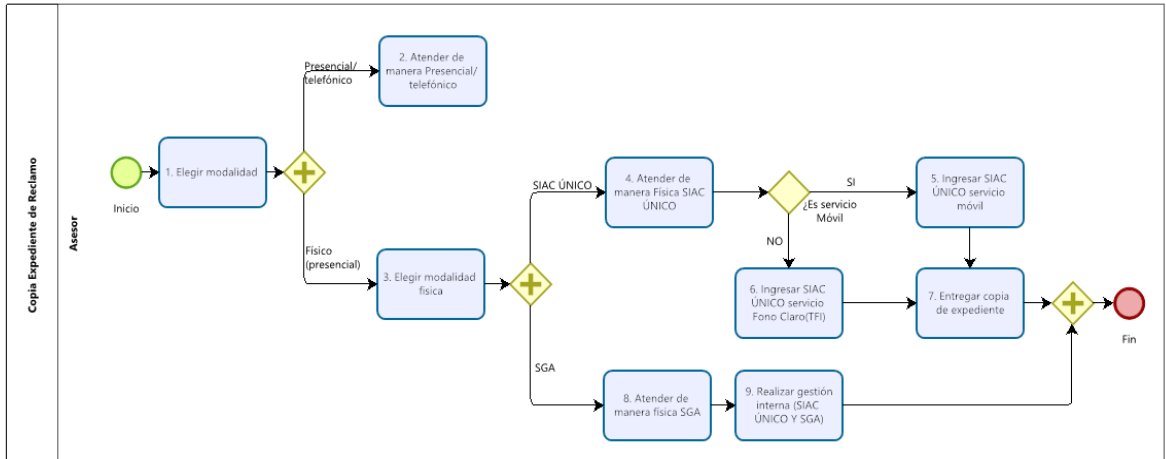 Copia Expediente de Reclamo
Asesor
Inicio
1. Elegir modalidad
Presencial/
telefónico
2. Atender de
manera Presencial/
telefónico
Físico
(presencial)
3. Elegir modalidad
física
SIAC ÚNICO
4. Atender de
manera Física SIAC
ÚNICO
¿Es servicio
Móvil
SI
5. Ingresar SIAC
ÚNICO servicio
móvil
NO
6. Ingresar SIAC
ÚNICO servicio
Fono Claro(TFI)
7. Entregar copia
de expediente
Fin
SGA
8. Atender de
manera física SGA
9. Realizar gestión
interna (SIAC
ÚNICO Y SGA)